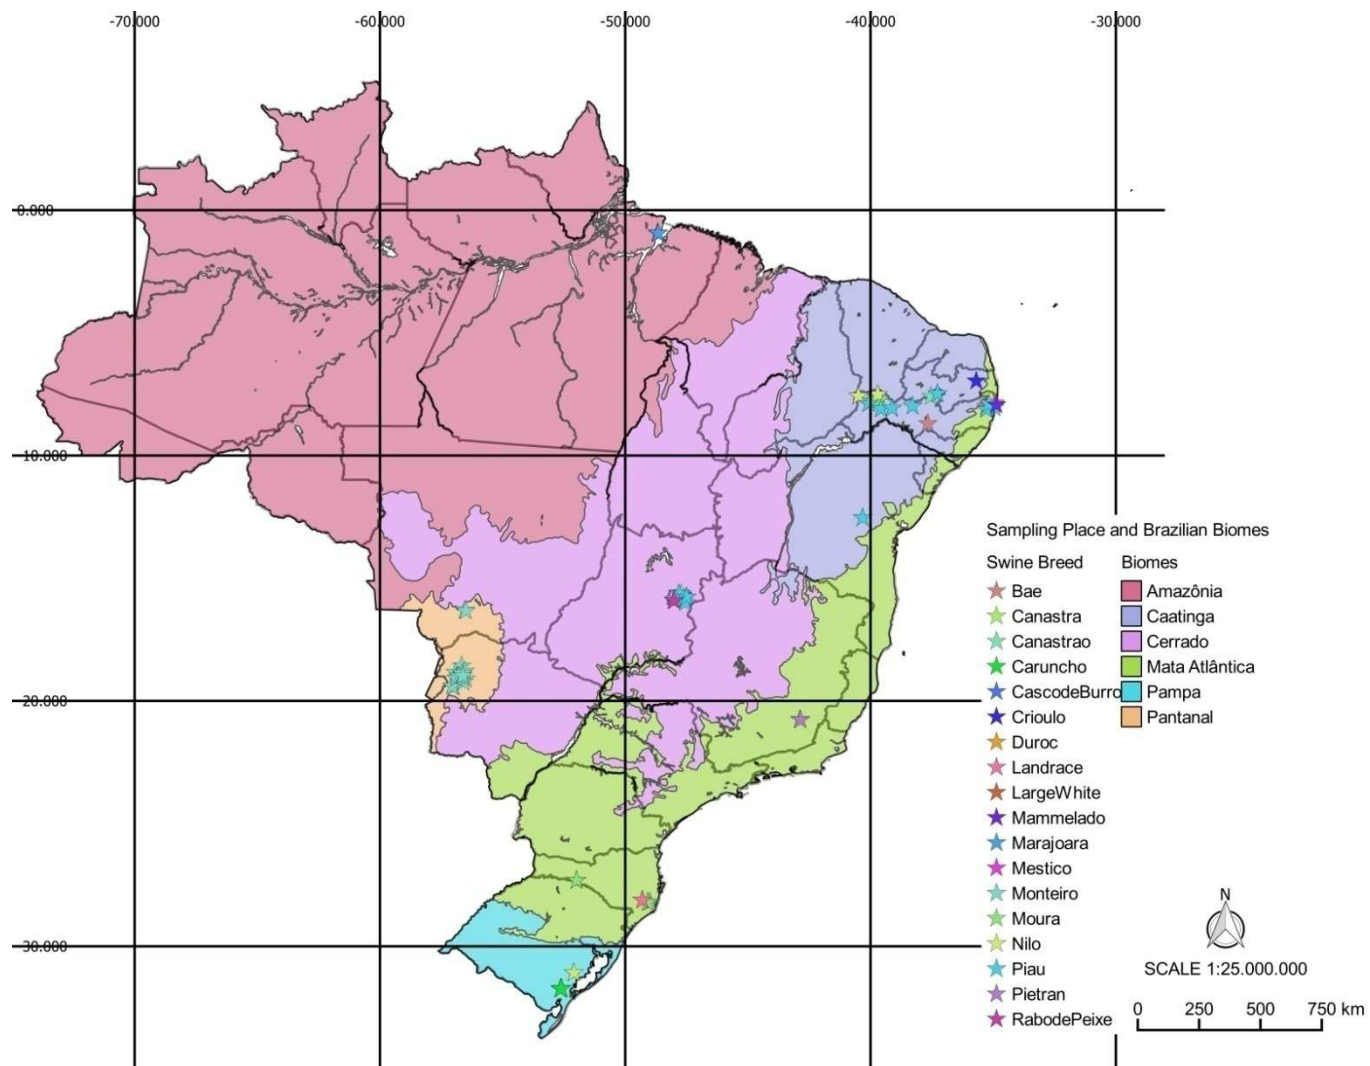 -70.000 -60.000 -50.000 -40.000 -30.000
0.000
-10.000
Sampling Place and Brazilian Biomes
Swine Breed Biomes
Bae Amazônia
Canastra Caatinga
Canastrao Cerrado
Caruncho Mata Atlântica
CascodeBurro Pampa
Crioulo Pantanal
-20.000
Duroc
Landrace
LargeWhite
Mammelado
Marajoara
Mestico
Monteiro
Moura
Nilo
-30.000
Piau
Pietran
RabodePeixe
N
SCALE 1:25.000.000
0 250 500 750 km